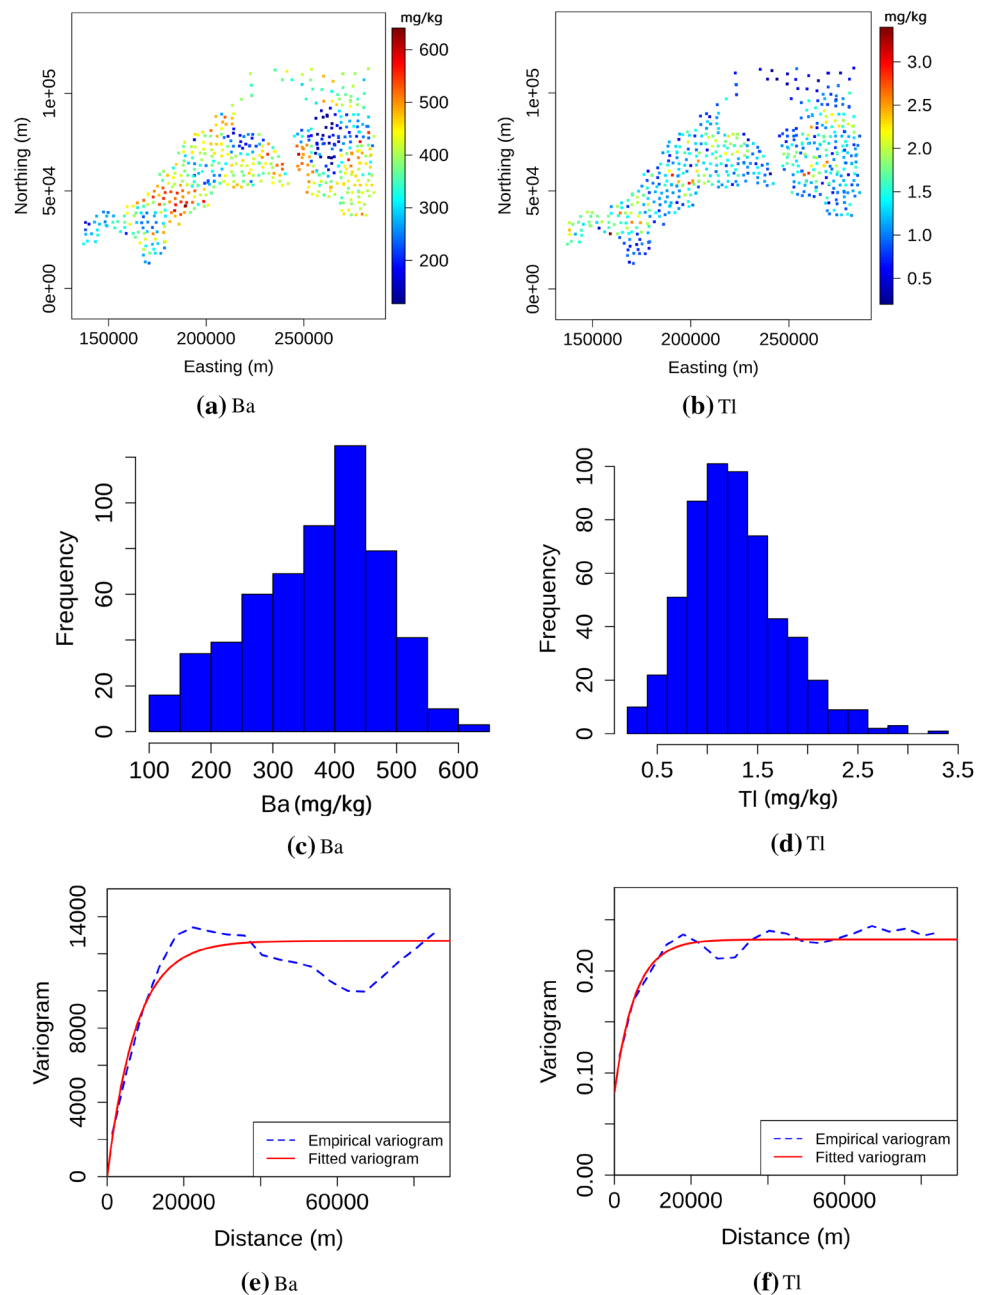 mg/kg
600
500
400
300
200
Northing (m)
1e+05
5e+04
0e+00
150000 200000 250000
Easting (m)
(a) Ba
mg/kg
3.0
2.5
2.0
1.5
1.0
0.5
Northing (m)
1e+05
5e+04
0e+00
150000 200000 250000
Easting (m)
(b) Tl
Frequency
100
60
20
0
100 200 300 400 500 600
Ba (mg/kg)
(c) Ba
Frequency
100
80
60
40
20
0
0.5 1.5 2.5 3.5
Tl (mg/kg)
(d) Tl
Variogram
14000
8000
4000
0
Empirical variogram
Fitted variogram
0 20000 60000
Distance (m)
(e) Ba
Variogram
0.20
0.10
0.00
Empirical variogram
Fitted variogram
0 20000 60000
Distance (m)
(f) Tl